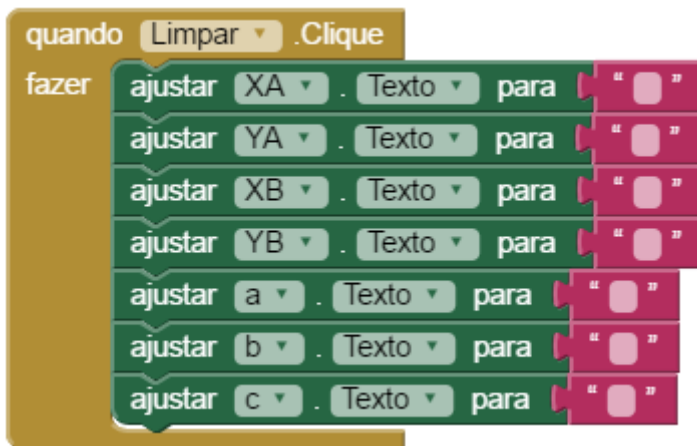 quando Limpar .Clique
fazer ajustar XA . Texto para “ ”
ajustar YA . Texto para “ ”
ajustar XB . Texto para “ ”
ajustar YB . Texto para “ ”
ajustar a . Texto para “ ”
ajustar b . Texto para “ ”
ajustar c . Texto para “ ”